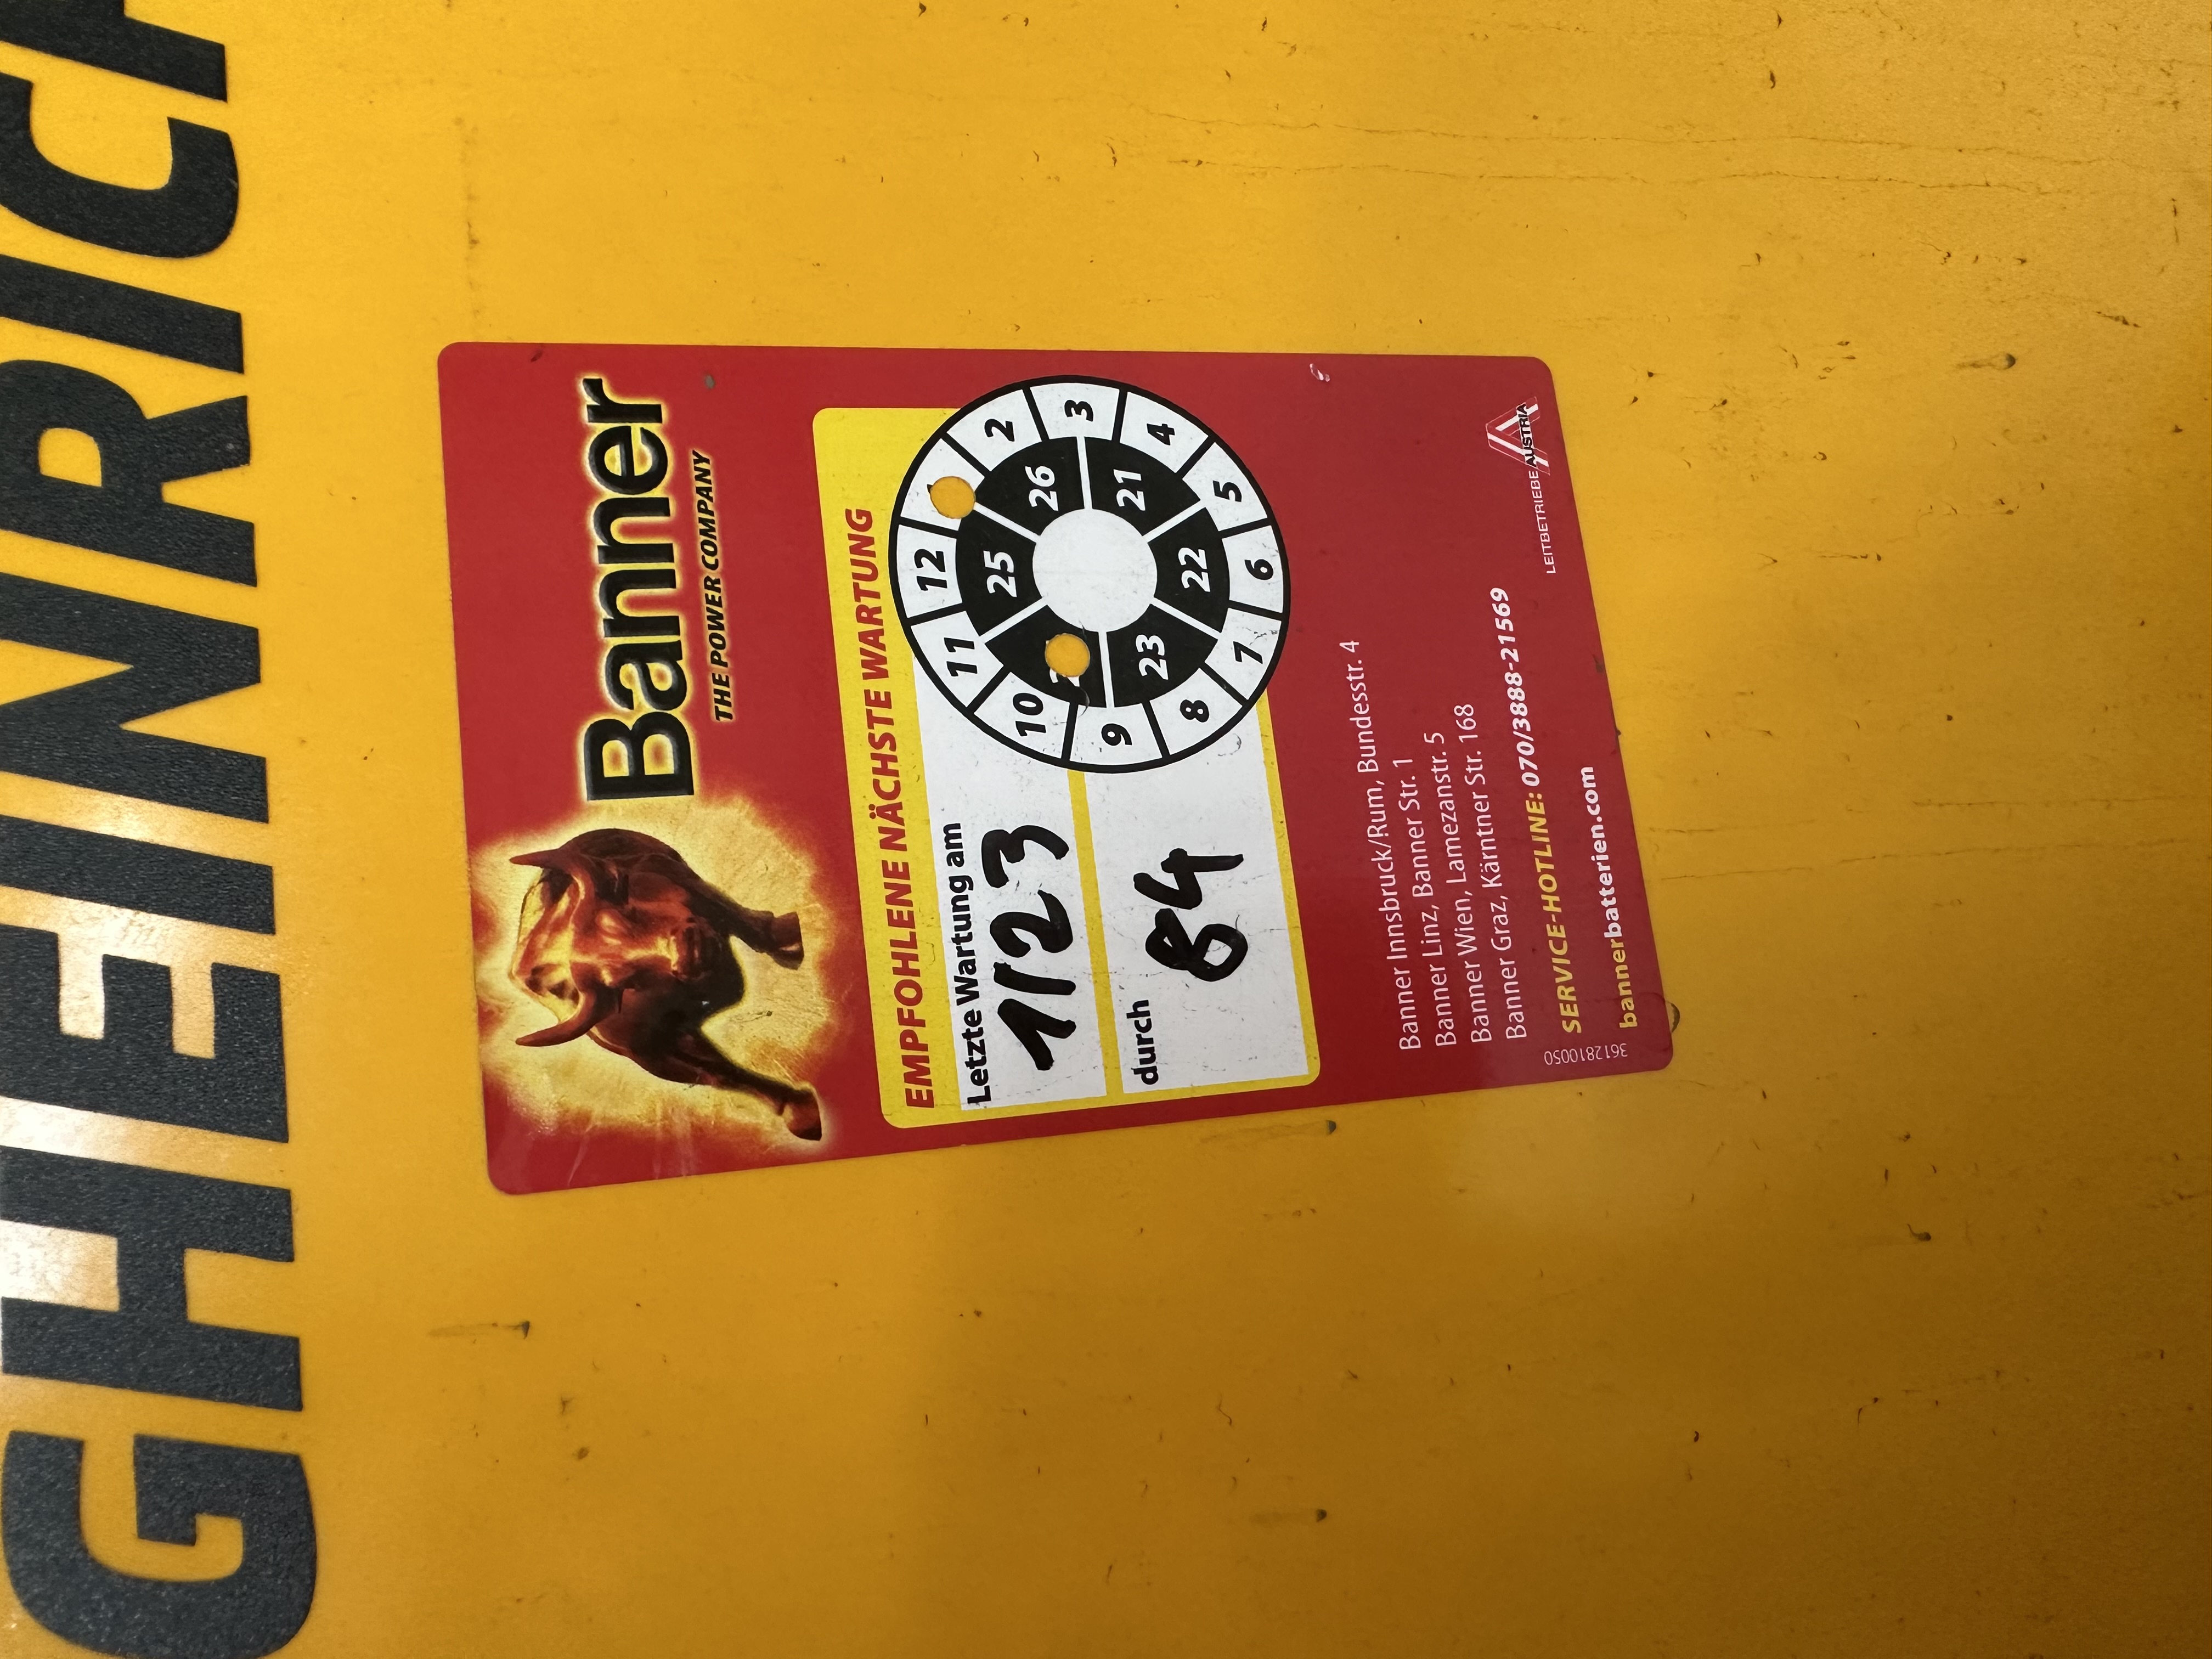 GHEINRICH
Banner
THE POWER COMPANY
EMPFOHLENE NÄCHSTE WARTUNG
Letzte Wartung am
1/23
durch
84
2
3
4
5
6
7
8
9
10
11
12
21
22
23
25
26
Banner Innsbruck/Rum, Bundesstr. 4
Banner Linz, Banner Str. 1
Banner Wien, Lamezanstr. 5
Banner Graz, Kärntner Str. 168
SERVICE-HOTLINE: 070/3888-21569
bannerbatterien.com
3612810050
LEITBETRIEBE AUSTRIA